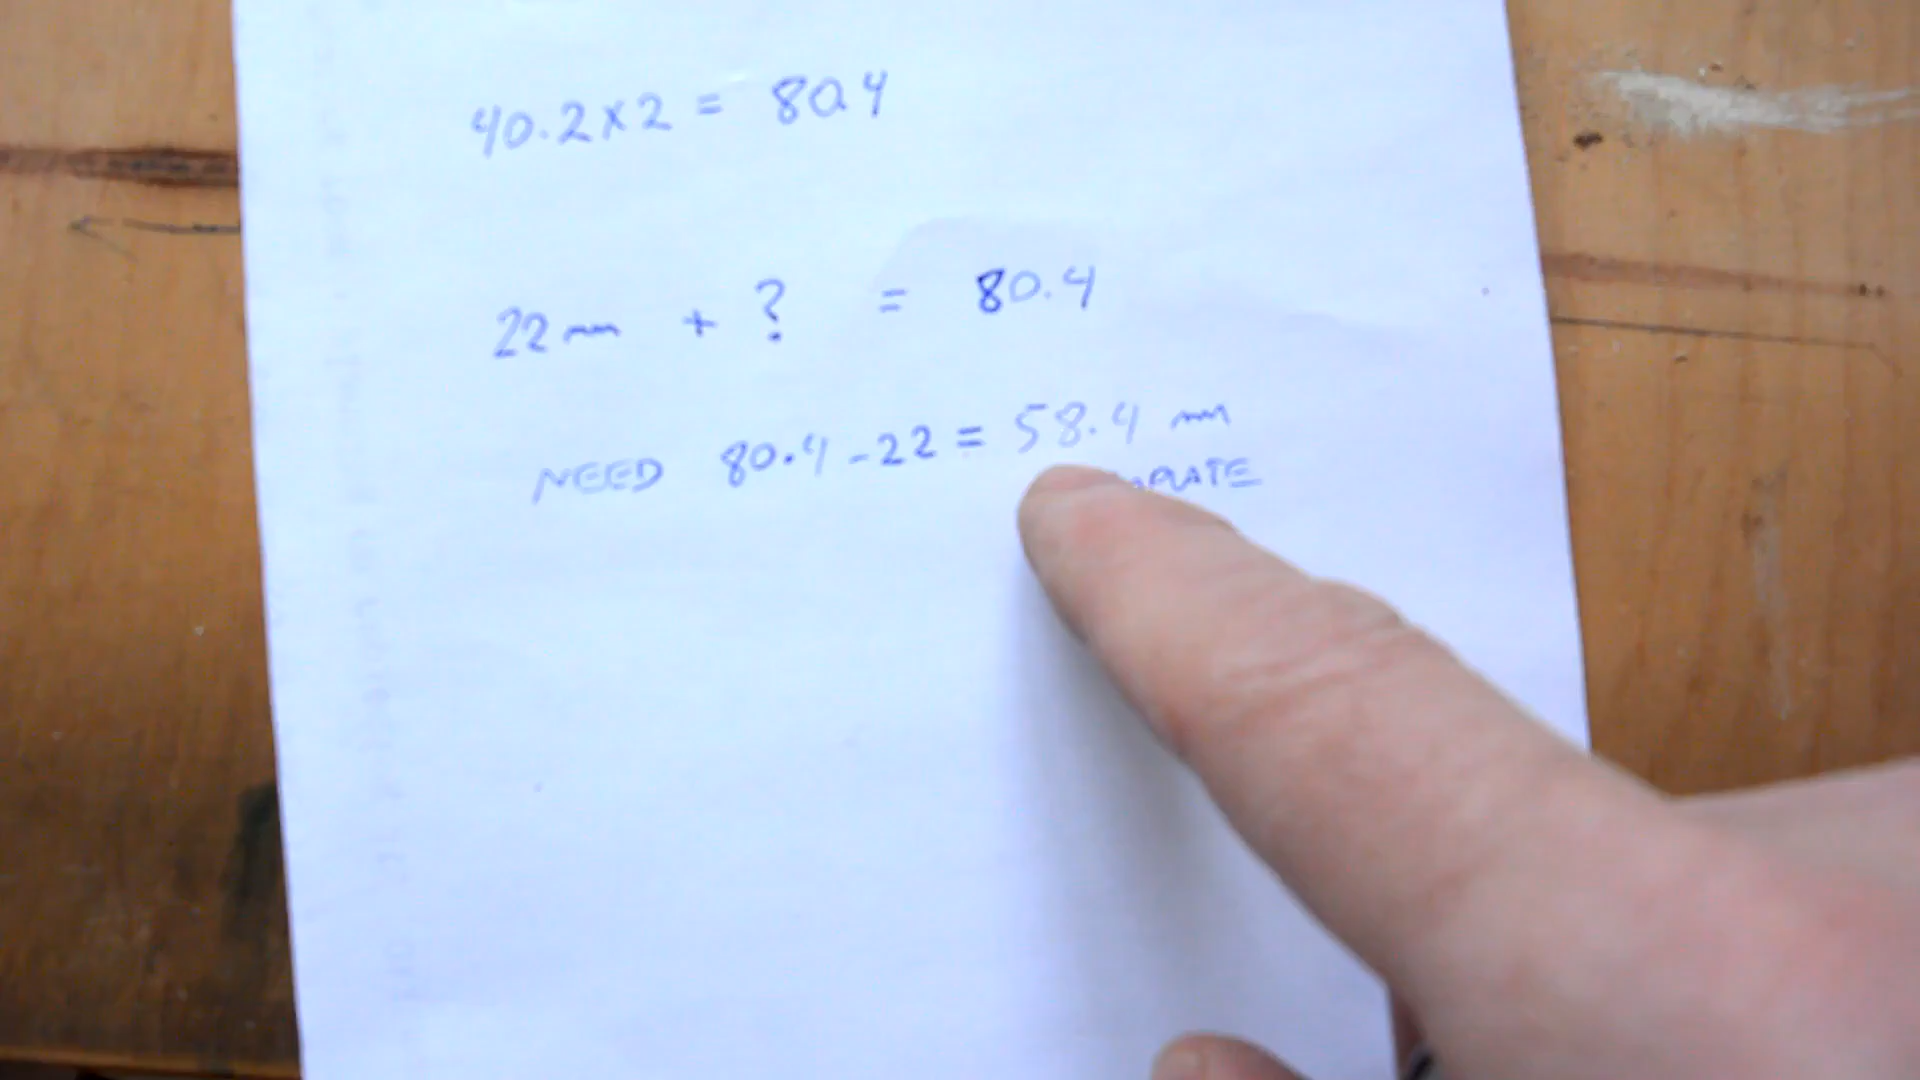 40.2x2 = 80.4
22mm + ? = 80.4
NEED 80.4 - 22 = 58.4 mm